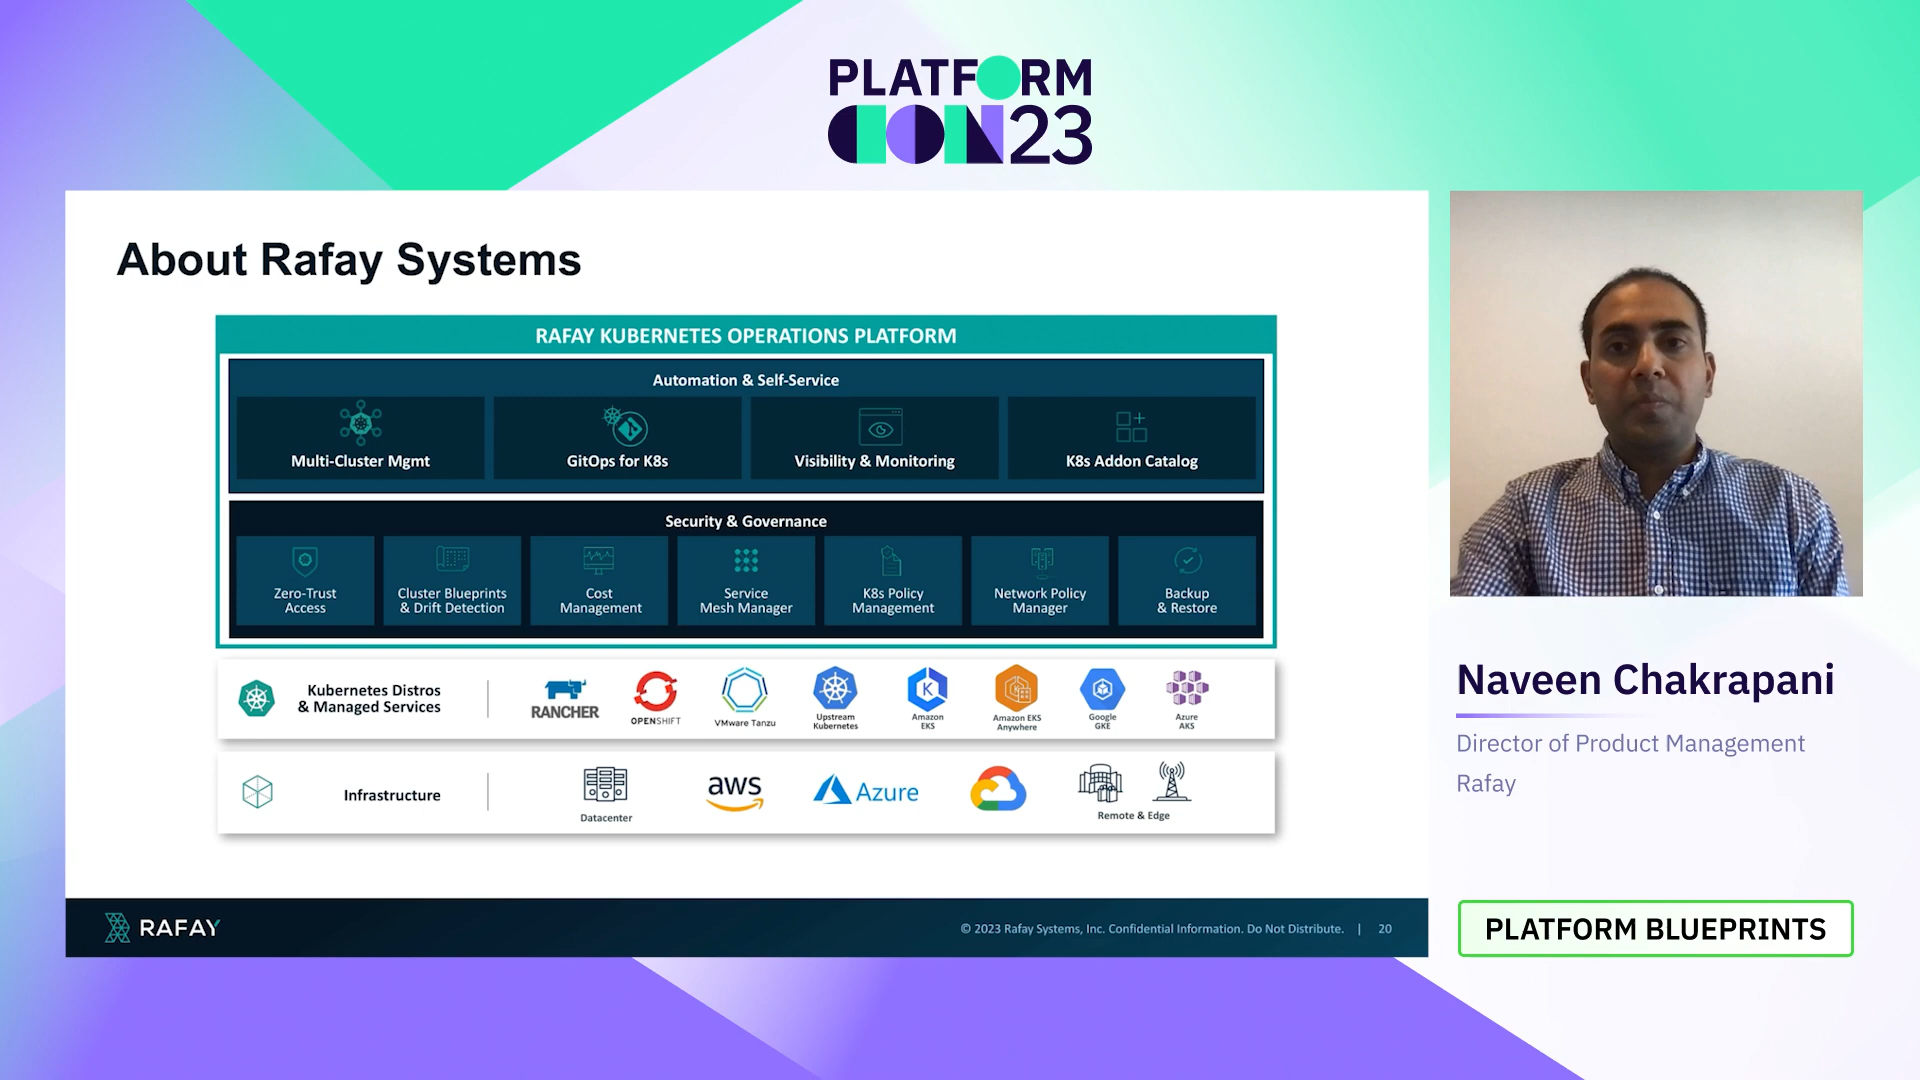 PLATFORM
CON23
About Rafay Systems
RAFAY KUBERNETES OPERATIONS PLATFORM
Automation & Self-Service
Multi-Cluster Mgmt
GitOps for K8s
Visibility & Monitoring
K8s Addon Catalog
Security & Governance
Zero-Trust
Access
Cluster Blueprints
& Drift Detection
Cost
Management
Service
Mesh Manager
K8s Policy
Management
Network Policy
Manager
Backup
& Restore
Kubernetes Distros
& Managed Services
RANCHER
OPENSHIFT
VMware Tanzu
Upstream
Kubernetes
K
Amazon
EKS
Amazon EKS
Anywhere
Google
GKE
Azure
AKS
Infrastructure
Datacenter
aws
Azure
Remote & Edge
RAFAY
© 2023 Rafay Systems, Inc. Confidential Information. Do Not Distribute. | 20
Naveen Chakrapani
Director of Product Management
Rafay
PLATFORM BLUEPRINTS